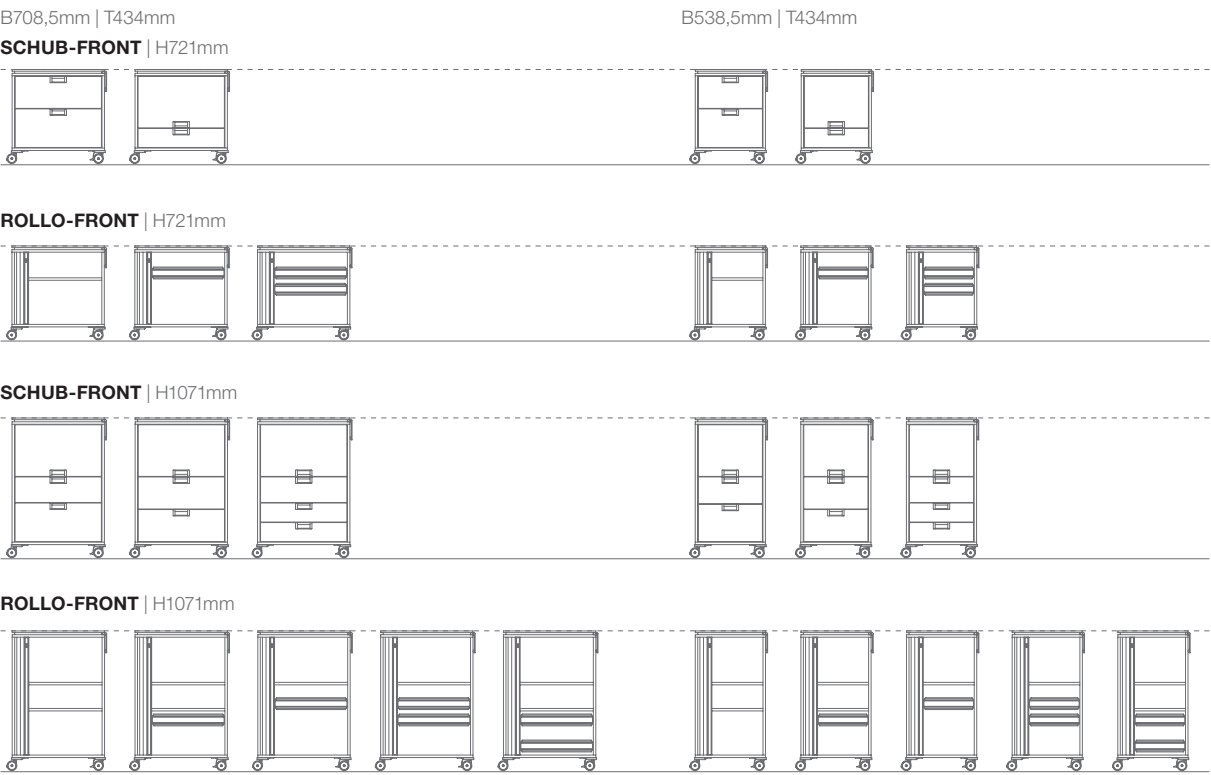 B708,5mm | T434mm
B538,5mm | T434mm
SCHUB-FRONT | H721mm
ROLLO-FRONT | H721mm
SCHUB-FRONT | H1071mm
ROLLO-FRONT | H1071mm